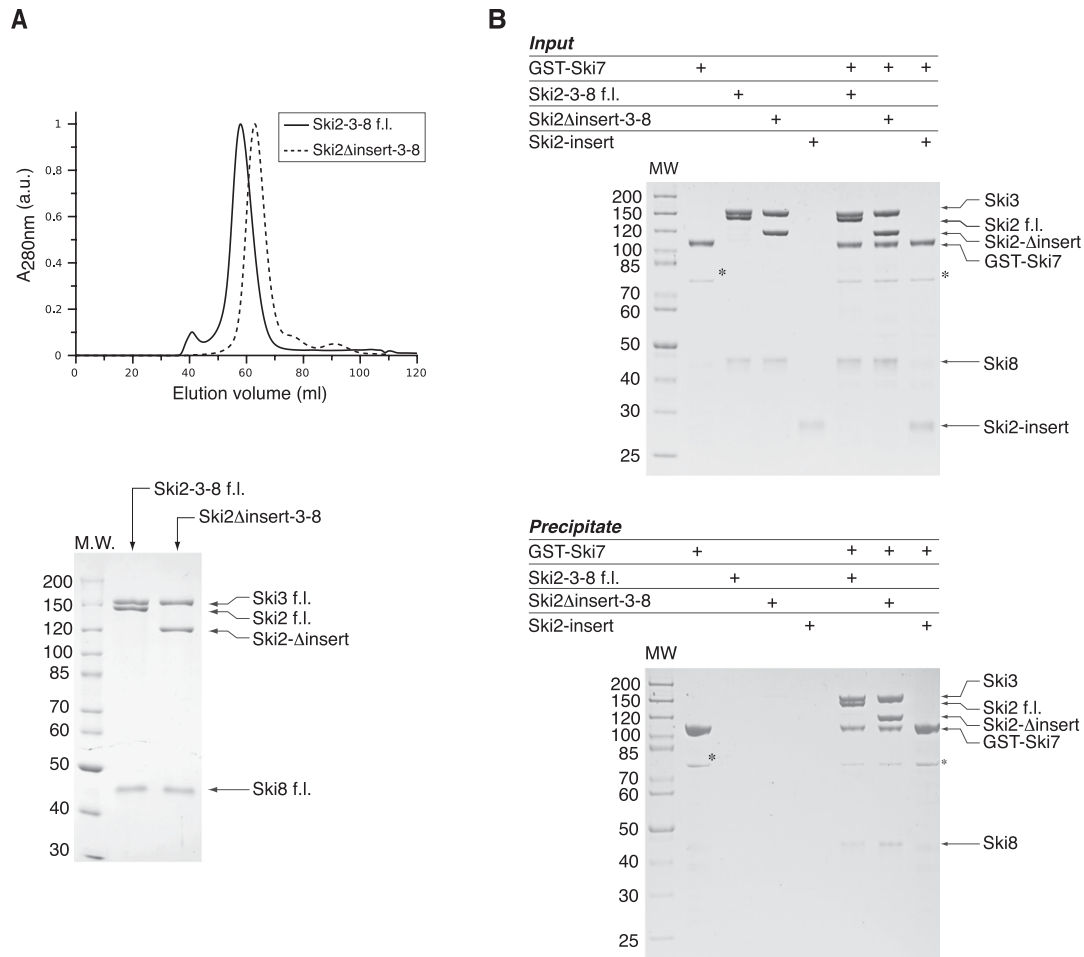 A
B
1
0.8
0.6
0.4
0.2
0
A280nm (a.u.)
0 20 40 60 80 100 120
Elution volume (ml)
Ski2-3-8 f.l.
Ski2Δinsert-3-8
Ski2-3-8 f.l.
Ski2Δinsert-3-8
M.W.
200
150
120
100
85
70
60
50
40
30
Ski3 f.l.
Ski2 f.l.
Ski2-Δinsert
Ski8 f.l.
Input
GST-Ski7 + + + +
Ski2-3-8 f.l. + +
Ski2Δinsert-3-8 + +
Ski2-insert + +
MW
200
150
120
100
85
70
60
50
40
30
25
*
*
Ski3
Ski2 f.l.
Ski2-Δinsert
GST-Ski7
Ski8
Ski2-insert
Precipitate
GST-Ski7 + + + +
Ski2-3-8 f.l. + +
Ski2Δinsert-3-8 + +
Ski2-insert + +
MW
200
150
120
100
85
70
60
50
40
30
25
*
*
Ski3
Ski2 f.l.
Ski2-Δinsert
GST-Ski7
Ski8